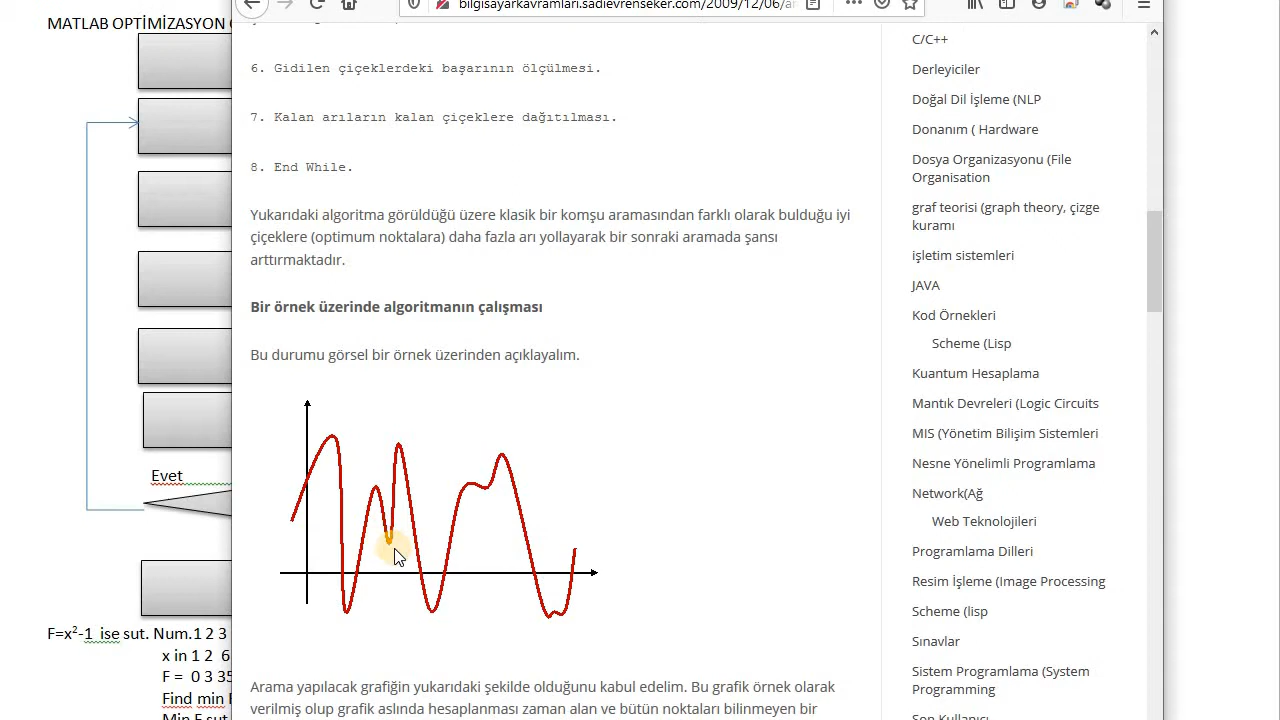 MATLAB OPTİMİZASYON
bilgisayarkavramlari.sadievrenseker.com/2009/12/06/
6. Gidilen çiçeklerdeki başarının ölçülmesi.
7. Kalan arıların kalan çiçeklere dağıtılması.
8. End While.
Yukarıdaki algoritma görüldüğü üzere klasik bir komşu aramasından farklı olarak bulduğu iyi
çiçeklere (optimum noktalara) daha fazla arı yollayarak bir sonraki aramada şansı
arttırmaktadır.
Bir örnek üzerinde algoritmanın çalışması
Bu durumu görsel bir örnek üzerinden açıklayalım.
Arama yapılacak grafiğin yukarıdaki şekilde olduğunu kabul edelim. Bu grafik örnek olarak
verilmiş olup grafik aslında hesaplanması zaman alan ve bütün noktaları bilinmeyen bir
Evet
F=x²-1 ise sut. Num.1 2 3
x in 1 2 6
F = 0 3 35
Find min
Min F sut
C/C++
Derleyiciler
Doğal Dil İşleme (NLP
Donanım ( Hardware
Dosya Organizasyonu (File
Organisation
graf teorisi (graph theory, çizge
kuramı
işletim sistemleri
JAVA
Kod Örnekleri
Scheme (Lisp
Kuantum Hesaplama
Mantık Devreleri (Logic Circuits
MIS (Yönetim Bilişim Sistemleri
Nesne Yönelimli Programlama
Network(Ağ
Web Teknolojileri
Programlama Dilleri
Resim İşleme (Image Processing
Scheme (lisp
Sınavlar
Sistem Programlama (System
Programming
Son Kullanıcı